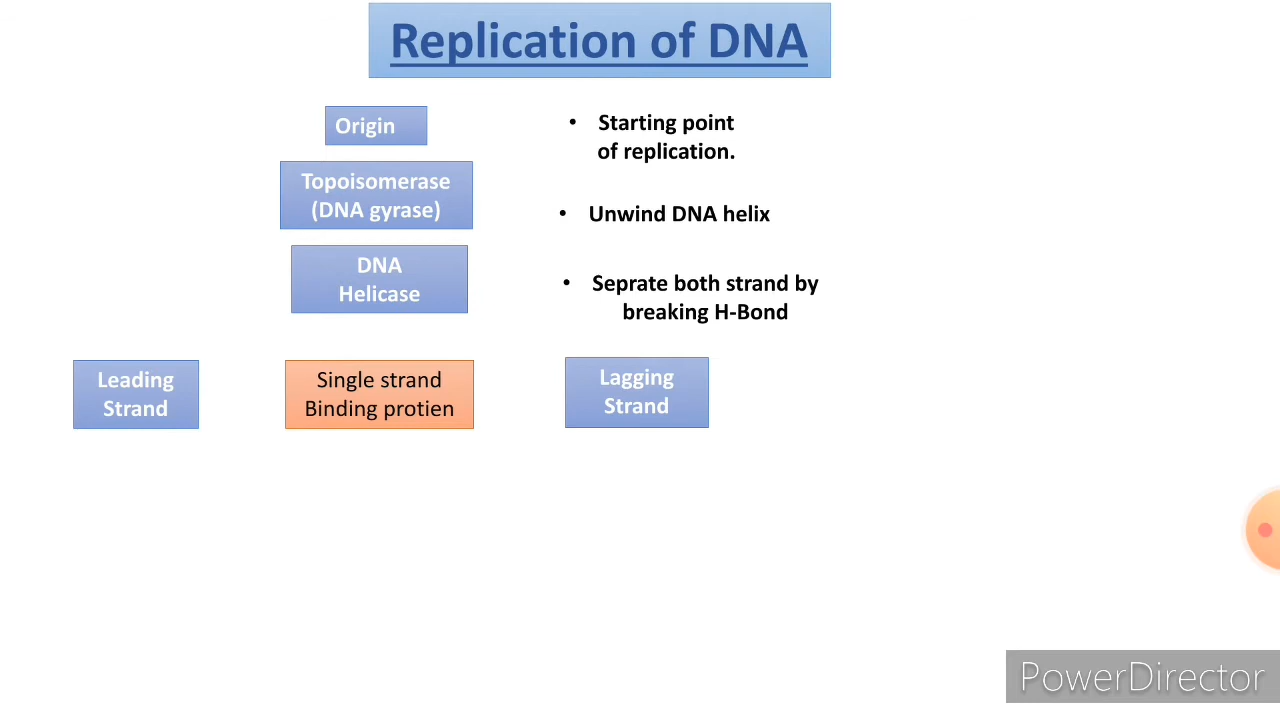 Replication of DNA
Origin
• Starting point
of replication.
Topoisomerase
(DNA gyrase)
• Unwind DNA helix
DNA
Helicase
• Seprate both strand by
breaking H-Bond
Leading
Strand
Single strand
Binding protien
Lagging
Strand
PowerDirector